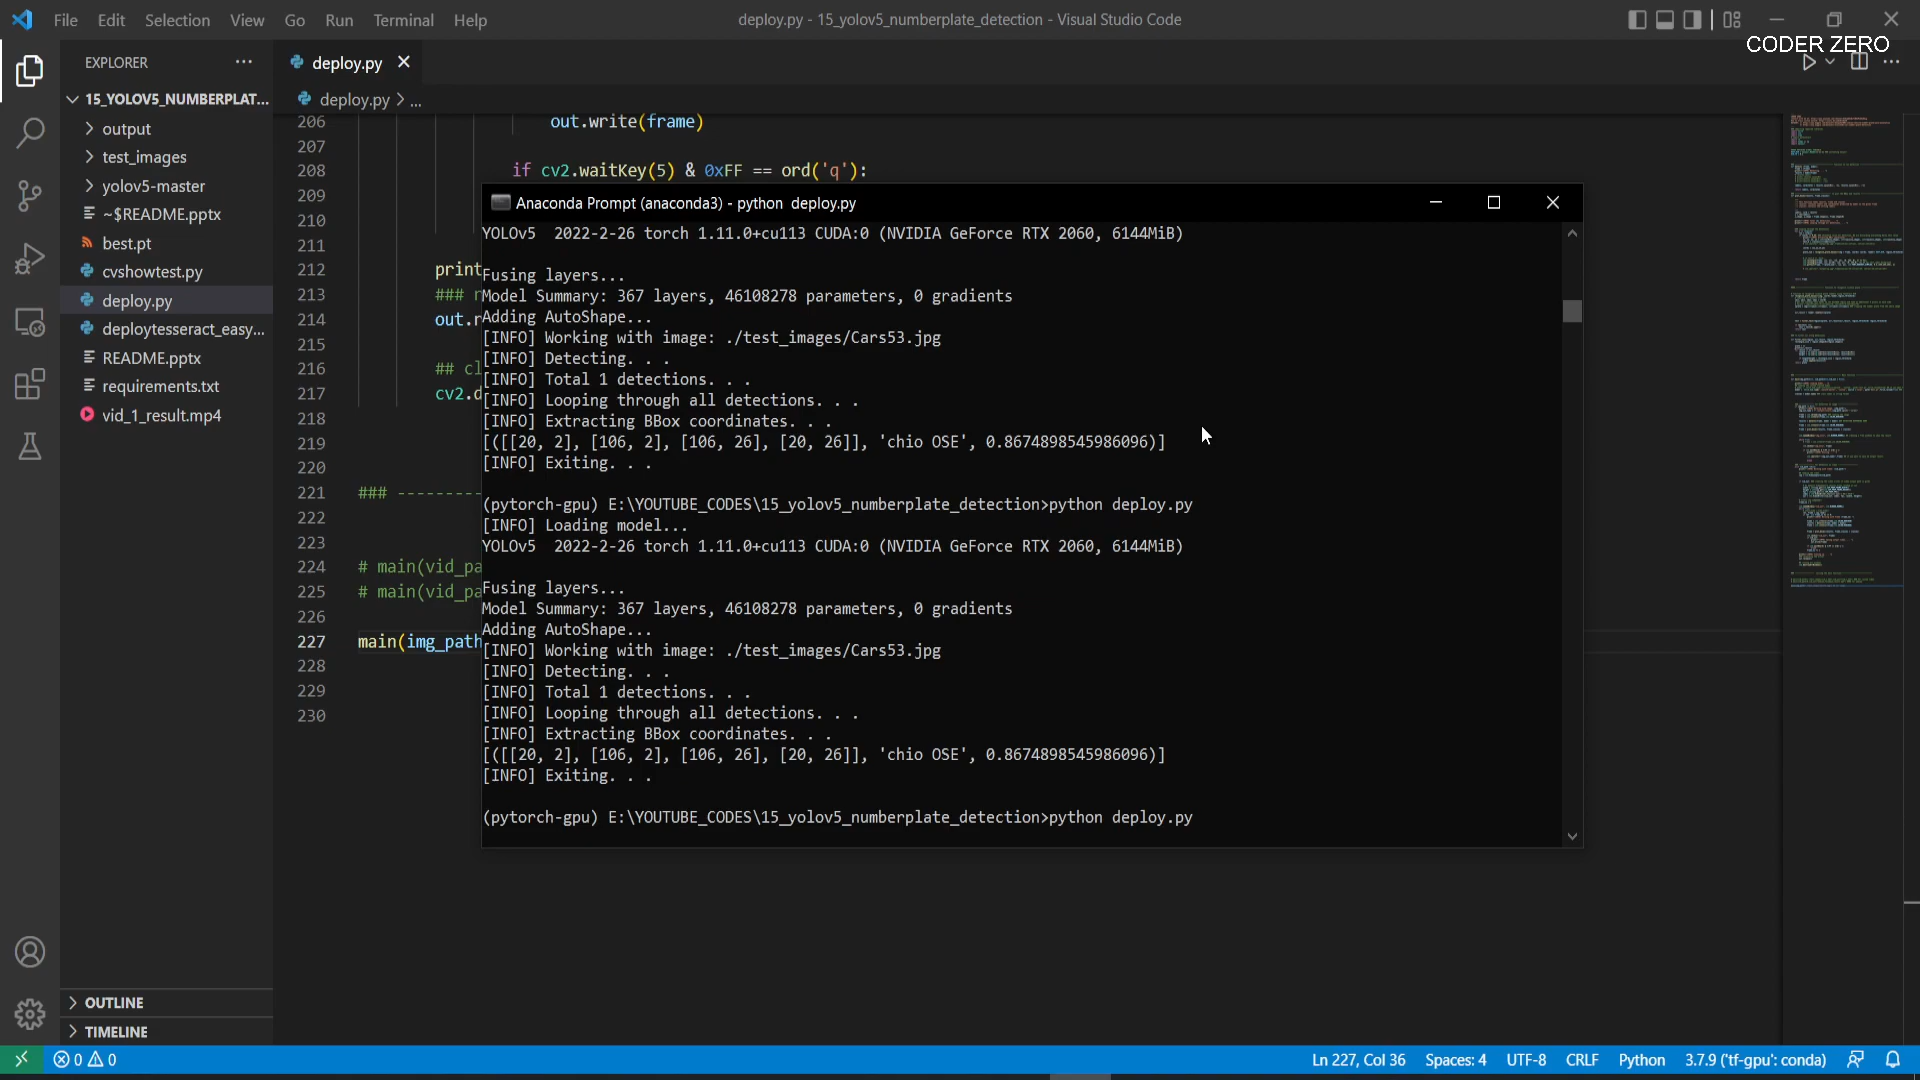 File Edit Selection View Go Run Terminal Help
deploy.py - 15_yolov5_numberplate_detection - Visual Studio Code
CODER ZERO
EXPLORER
15_YOLOV5_NUMBERPLAT...
output
test_images
yolov5-master
~$README.pptx
best.pt
cvshowtest.py
deploy.py
deploytesseract_easy...
README.pptx
requirements.txt
vid_1_result.mp4
OUTLINE
TIMELINE
deploy.py
deploy.py > ...
206 out.write(frame)
207
208 if cv2.waitKey(5) & 0xFF == ord('q'):
209
210
211
212 print
213 ###
214 out.r
215
216 ## cl
217 cv2.d
218
219
220
221 ### ---------
222
223
224 # main(vid_pa
225 # main(vid_pa
226
227 main(img_path
228
229
230
Anaconda Prompt (anaconda3) - python deploy.py
YOLOv5 2022-2-26 torch 1.11.0+cu113 CUDA:0 (NVIDIA GeForce RTX 2060, 6144MiB)
Fusing layers...
Model Summary: 367 layers, 46108278 parameters, 0 gradients
Adding AutoShape...
[INFO] Working with image: ./test_images/Cars53.jpg
[INFO] Detecting. . .
[INFO] Total 1 detections. . .
[INFO] Looping through all detections. . .
[INFO] Extracting BBox coordinates. . .
[([[20, 2], [106, 2], [106, 26], [20, 26]], 'chio OSE', 0.8674898545986096)]
[INFO] Exiting. . .
(pytorch-gpu) E:\YOUTUBE_CODES\15_yolov5_numberplate_detection>python deploy.py
[INFO] Loading model...
YOLOv5 2022-2-26 torch 1.11.0+cu113 CUDA:0 (NVIDIA GeForce RTX 2060, 6144MiB)
Fusing layers...
Model Summary: 367 layers, 46108278 parameters, 0 gradients
Adding AutoShape...
[INFO] Working with image: ./test_images/Cars53.jpg
[INFO] Detecting. . .
[INFO] Total 1 detections. . .
[INFO] Looping through all detections. . .
[INFO] Extracting BBox coordinates. . .
[([[20, 2], [106, 2], [106, 26], [20, 26]], 'chio OSE', 0.8674898545986096)]
[INFO] Exiting. . .
(pytorch-gpu) E:\YOUTUBE_CODES\15_yolov5_numberplate_detection>python deploy.py
0 0
Ln 227, Col 36 Spaces: 4 UTF-8 CRLF Python 3.7.9 ('tf-gpu': conda)